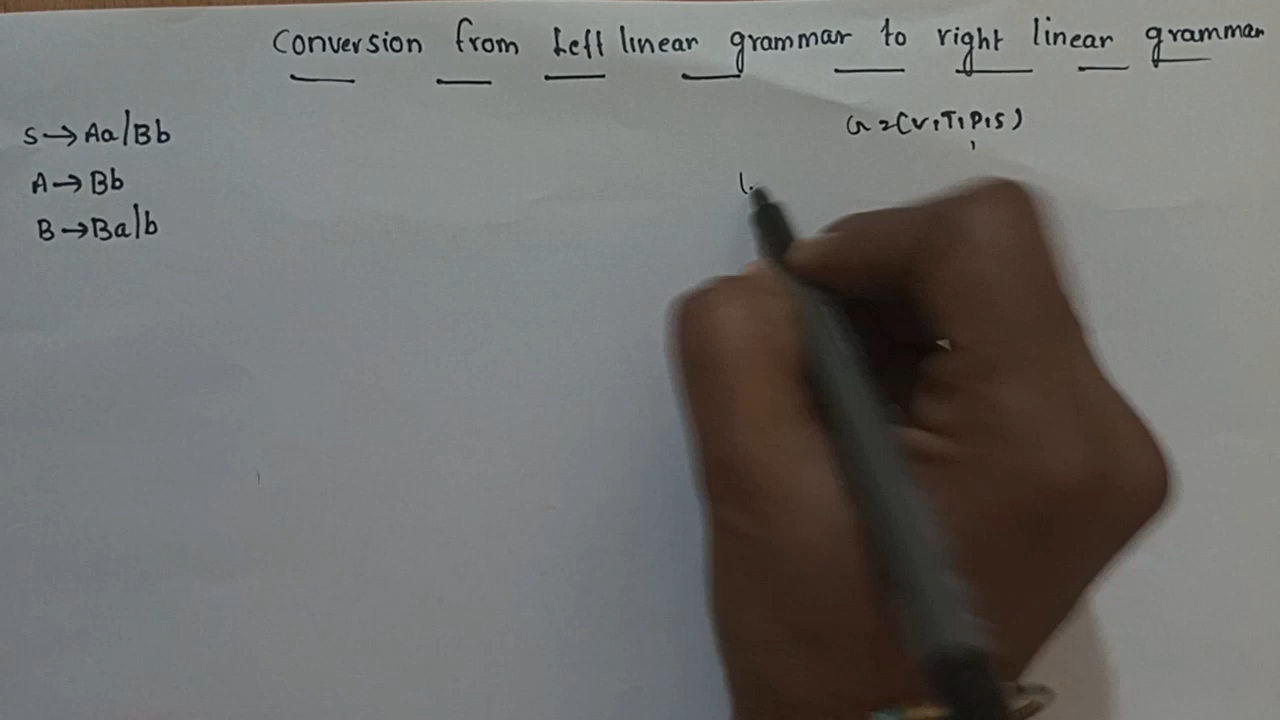 Conversion from Left linear grammar to right linear grammar
G=(V,T,P,S)
S→Aa|Bb
A→Bb
B→Ba|b